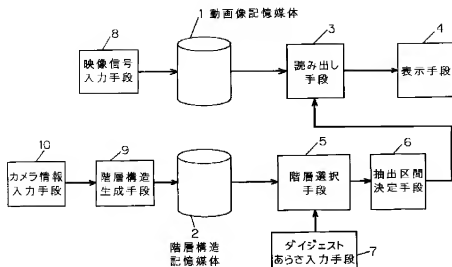 1 動画像記憶媒体
8
映像信号
入力手段
3
読み出し
手段
4
表示手段
10
カメラ情報
入力手段
9
階層構造
生成手段
2
階層構造
記憶媒体
5
階層選択
手段
6
抽出区間
決定手段
ダイジェスト
あらさ入力手段
7